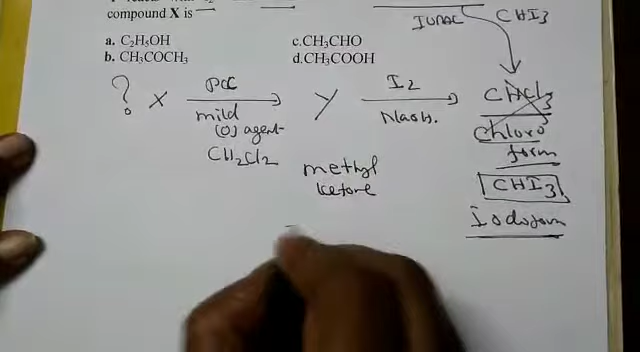 compound X is
a. C₂H₅OH
c.CH₃CHO
b. CH₃COCH₃
d.CH₃COOH
IUPAC CHI3
? X PCC Y I2 CHCl3
mild NaOH. Chloro
(O) agent form
CH2Cl2 methyl
ketone CHI3
Iodoform